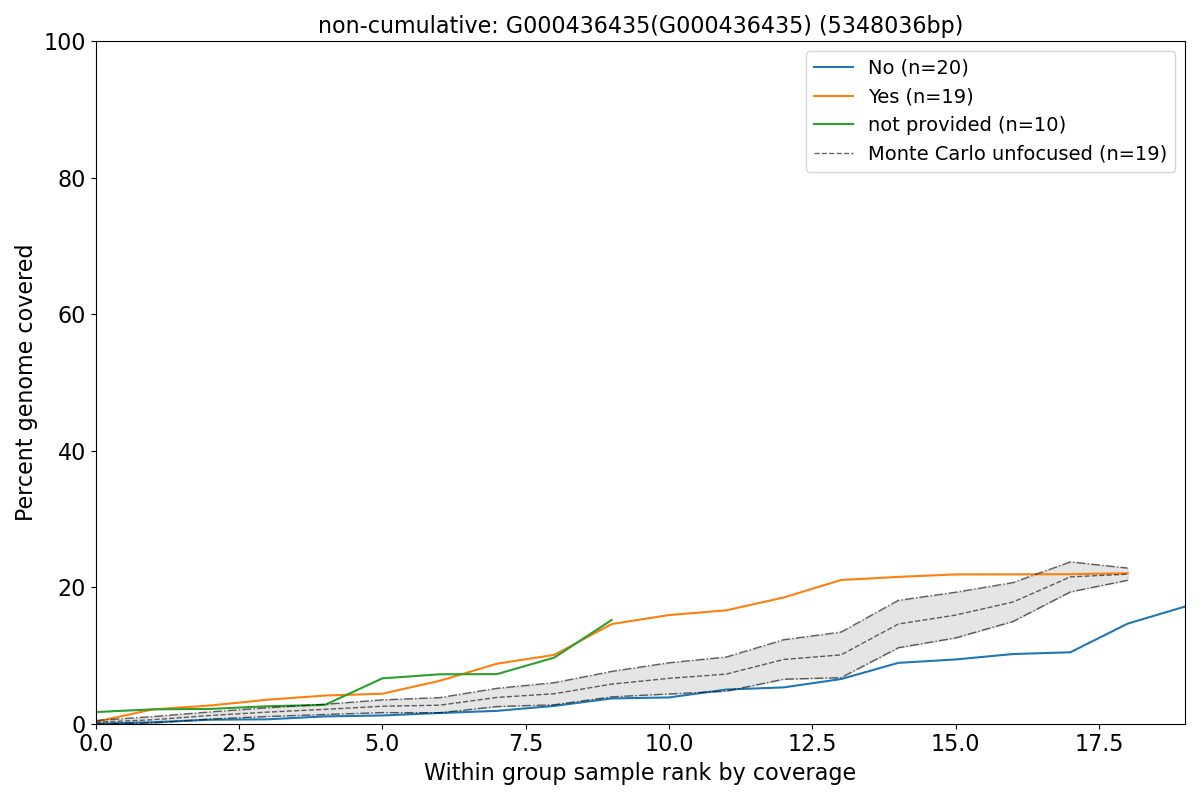 non-cumulative: G000436435(G000436435) (5348036bp)
100
80
60
40
20
0
Percent genome covered
No (n=20)
Yes (n=19)
not provided (n=10)
Monte Carlo unfocused (n=19)
0.0 2.5 5.0 7.5 10.0 12.5 15.0 17.5
Within group sample rank by coverage